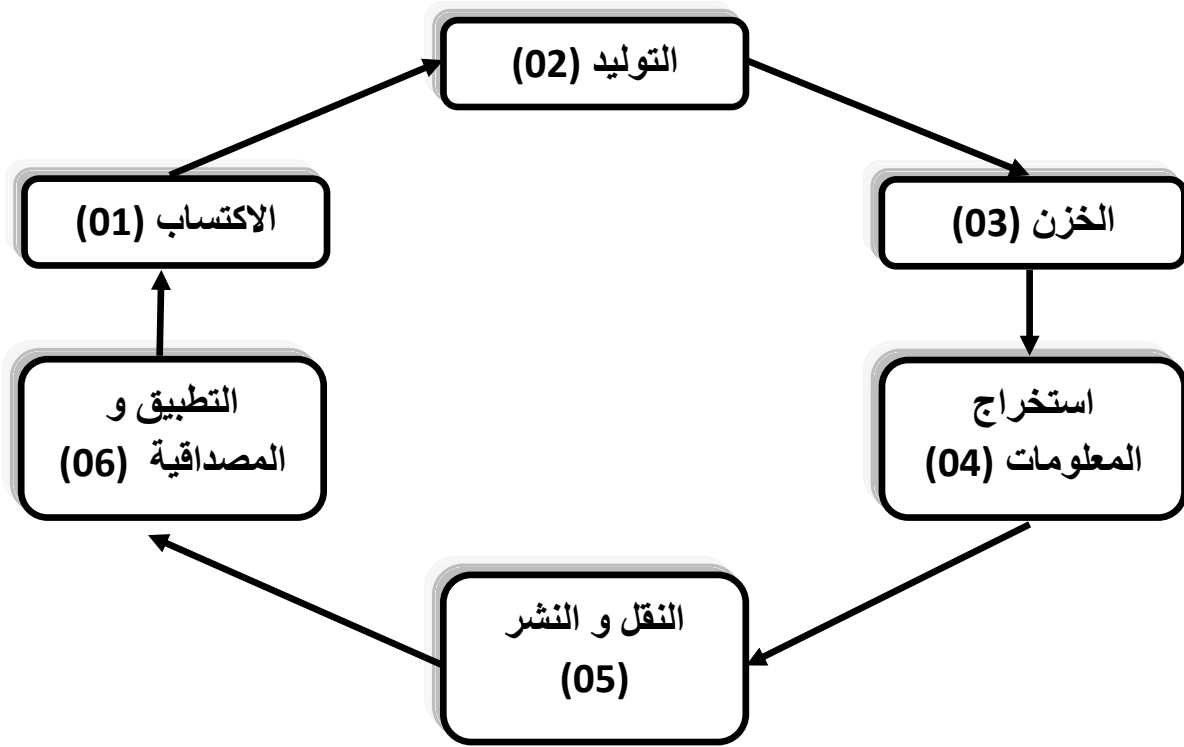 التوليد (02)
الاكتساب (01)
الخزن (03)
التطبيق و
المصداقية (06)
استخراج
المعلومات (04)
النقل و النشر
(05)